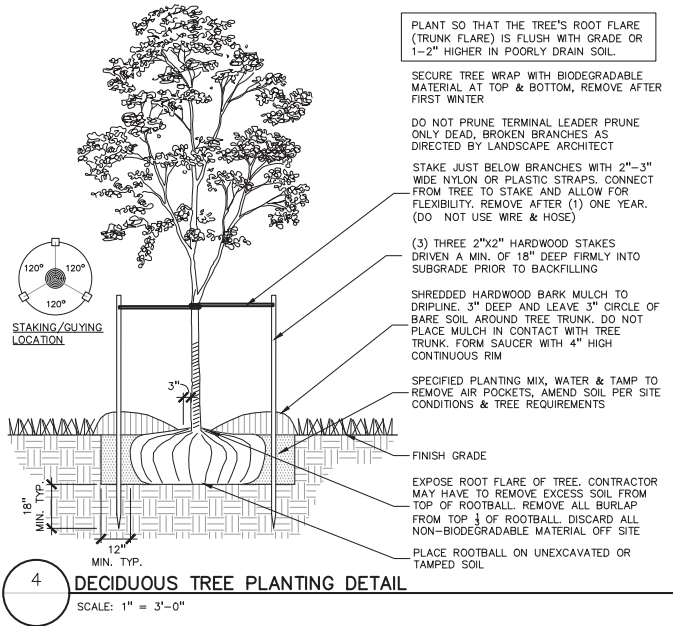 PLANT SO THAT THE TREE'S ROOT FLARE
(TRUNK FLARE) IS FLUSH WITH GRADE OR
1-2" HIGHER IN POORLY DRAIN SOIL.
SECURE TREE WRAP WITH BIODEGRADABLE
MATERIAL AT TOP & BOTTOM, REMOVE AFTER
FIRST WINTER
DO NOT PRUNE TERMINAL LEADER PRUNE
ONLY DEAD, BROKEN BRANCHES AS
DIRECTED BY LANDSCAPE ARCHITECT
STAKE JUST BELOW BRANCHES WITH 2"-3"
WIDE NYLON OR PLASTIC STRAPS. CONNECT
FROM TREE TO STAKE AND ALLOW FOR
FLEXIBILITY. REMOVE AFTER (1) ONE YEAR.
(DO NOT USE WIRE & HOSE)
(3) THREE 2"X2" HARDWOOD STAKES
DRIVEN A MIN. OF 18" DEEP FIRMLY INTO
SUBGRADE PRIOR TO BACKFILLING
SHREDDED HARDWOOD BARK MULCH TO
DRIPLINE. 3" DEEP AND LEAVE 3" CIRCLE OF
BARE SOIL AROUND TREE TRUNK. DO NOT
PLACE MULCH IN CONTACT WITH TREE
TRUNK. FORM SAUCER WITH 4" HIGH
CONTINUOUS RIM
SPECIFIED PLANTING MIX, WATER & TAMP TO
REMOVE AIR POCKETS, AMEND SOIL PER SITE
CONDITIONS & TREE REQUIREMENTS
FINISH GRADE
EXPOSE ROOT FLARE OF TREE. CONTRACTOR
MAY HAVE TO REMOVE EXCESS SOIL FROM
TOP OF ROOTBALL. REMOVE ALL BURLAP
FROM TOP ⅓ OF ROOTBALL. DISCARD ALL
NON-BIODEGRADABLE MATERIAL OFF SITE
PLACE ROOTBALL ON UNEXCAVATED OR
TAMPED SOIL
120° 120°
120°
STAKING/GUYING
LOCATION
3"
18"
MIN. TYP.
12"
MIN. TYP.
4 DECIDUOUS TREE PLANTING DETAIL
SCALE: 1" = 3'-0"